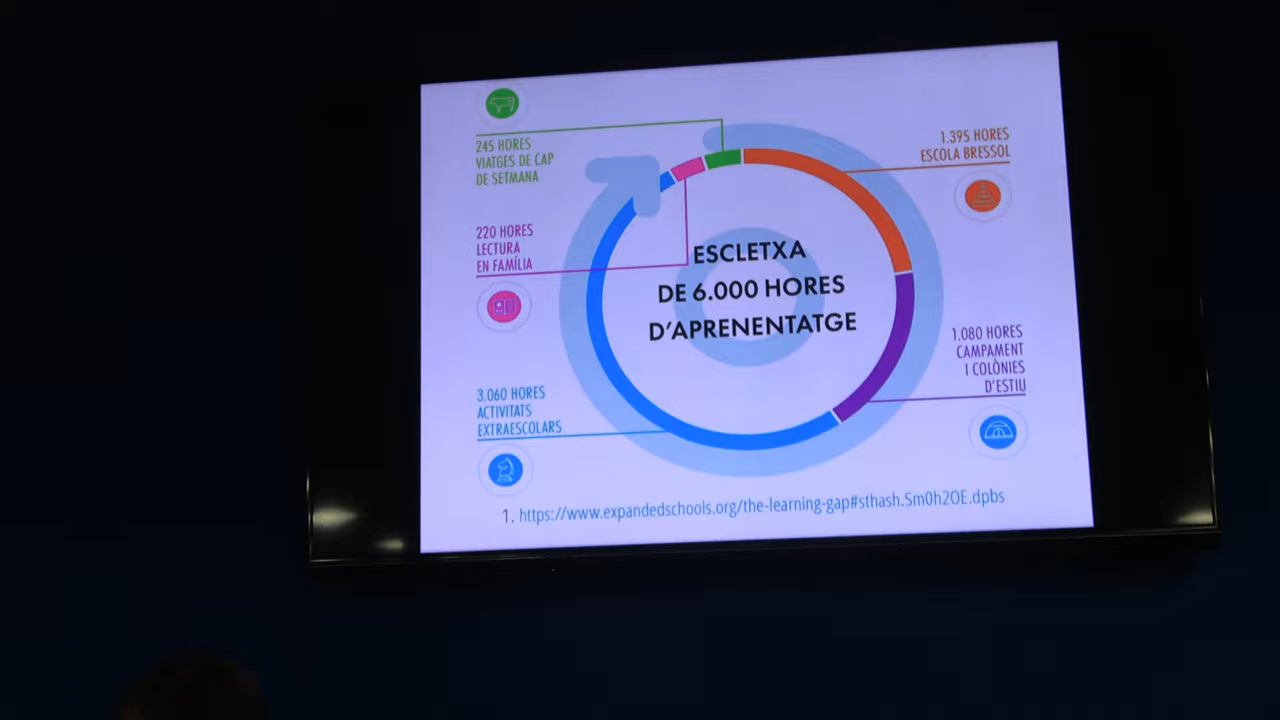 245 HORES
VIATGES DE CAP
DE SETMANA
220 HORES
LECTURA
EN FAMÍLIA
3.060 HORES
ACTIVITATS
EXTRAESCOLARS
ESCLETXA
DE 6.000 HORES
D'APRENENTATGE
1.395 HORES
ESCOLA BRESSOL
1.080 HORES
CAMPAMENT
I COLÒNIES
D'ESTIU
1. https://www.expandedschools.org/the-learning-gap#sthash.Sm0h2OE.dpbs